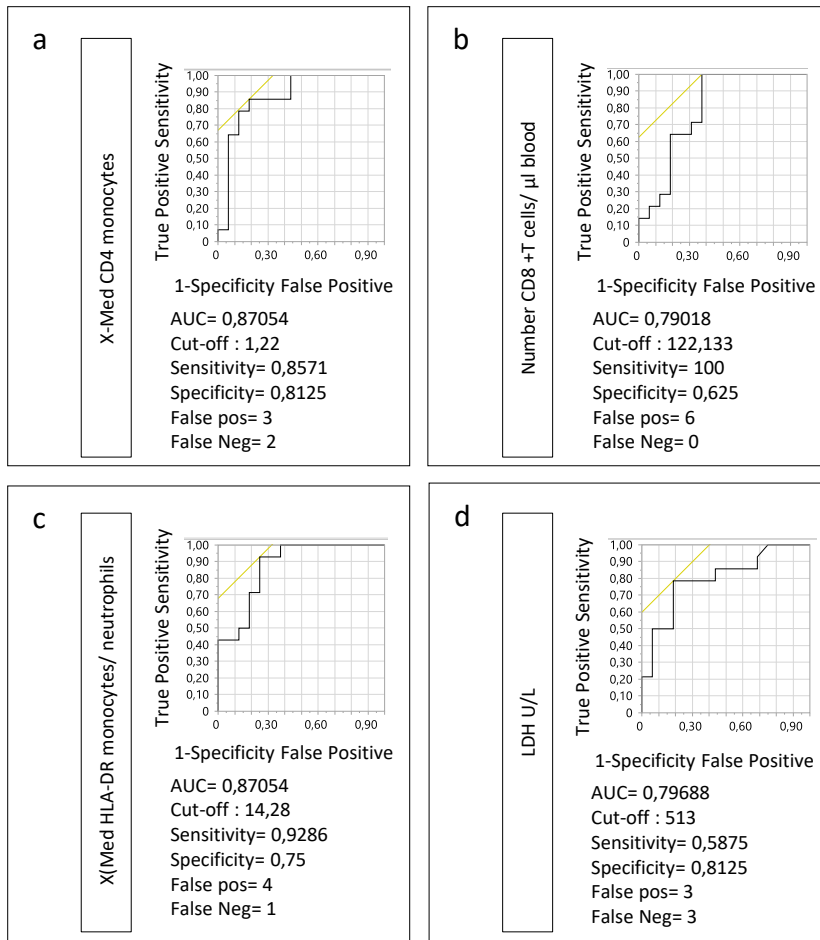 a
X-Med CD4 monocytes
True Positive Sensitivity
1,00
0,90
0,80
0,70
0,60
0,50
0,40
0,30
0,20
0,10
0
0 0,30 0,60 0,90
1-Specificity False Positive
AUC= 0,87054
Cut-off : 1,22
Sensitivity= 0,8571
Specificity= 0,8125
False pos= 3
False Neg= 2
b
Number CD8 +T cells/ µl blood
True Positive Sensitivity
1,00
0,90
0,80
0,70
0,60
0,50
0,40
0,30
0,20
0,10
0
0 0,30 0,60 0,90
1-Specificity False Positive
AUC= 0,79018
Cut-off : 122,133
Sensitivity= 100
Specificity= 0,625
False pos= 6
False Neg= 0
c
X(Med HLA-DR monocytes/ neutrophils
True Positive Sensitivity
1,00
0,90
0,80
0,70
0,60
0,50
0,40
0,30
0,20
0,10
0
0 0,30 0,60 0,90
1-Specificity False Positive
AUC= 0,87054
Cut-off : 14,28
Sensitivity= 0,9286
Specificity= 0,75
False pos= 4
False Neg= 1
d
LDH U/L
True Positive Sensitivity
1,00
0,90
0,80
0,70
0,60
0,50
0,40
0,30
0,20
0,10
0
0 0,30 0,60 0,90
1-Specificity False Positive
AUC= 0,79688
Cut-off : 513
Sensitivity= 0,5875
Specificity= 0,8125
False pos= 3
False Neg= 3